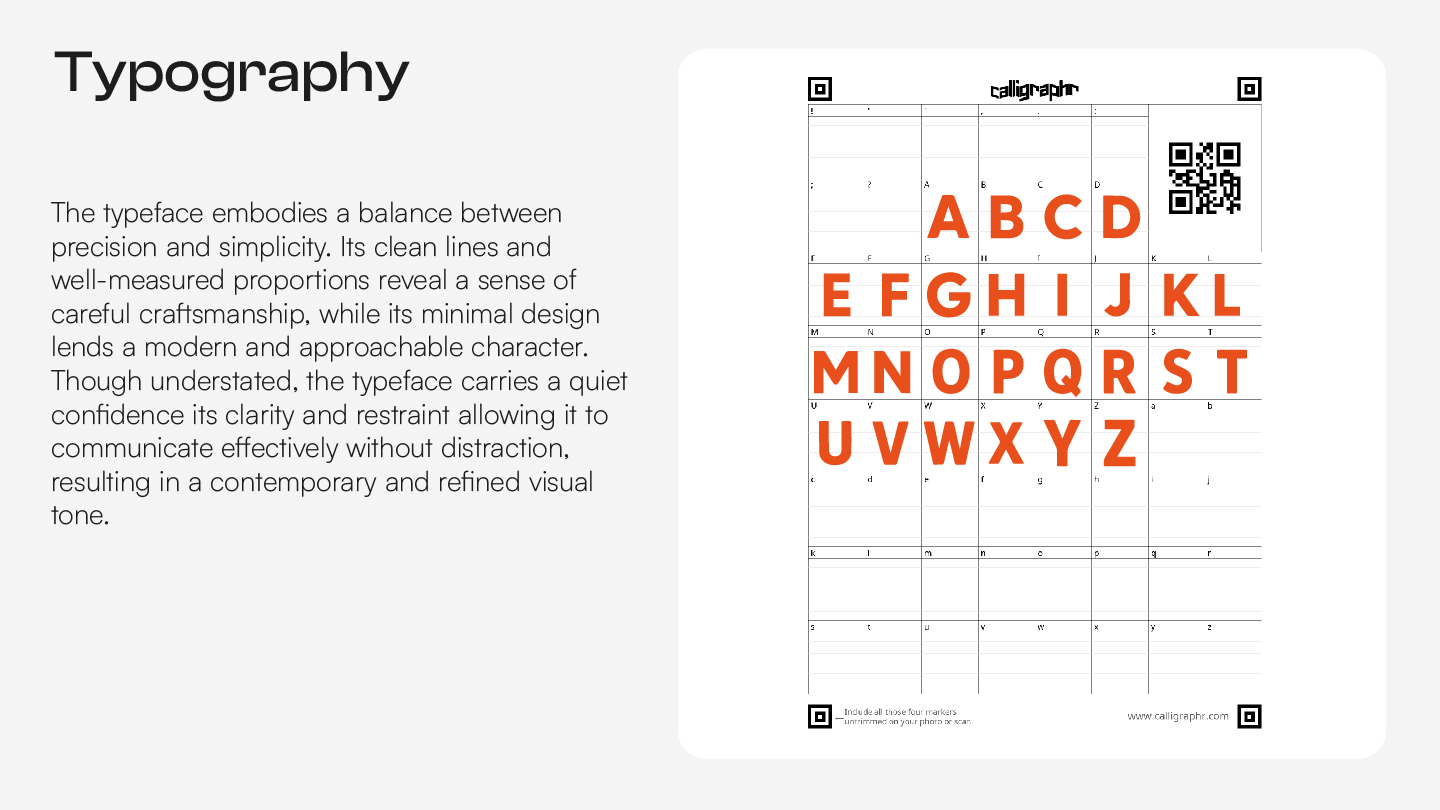 Typography
The typeface embodies a balance between
precision and simplicity. Its clean lines and
well-measured proportions reveal a sense of
careful craftsmanship, while its minimal design
lends a modern and approachable character.
Though understated, the typeface carries a quiet
confidence its clarity and restraint allowing it to
communicate effectively without distraction,
resulting in a contemporary and refined visual
tone.
calligraphr
! " ' , . :
; ? A B C D
A B C D
E F G H I J K L
E F G H I J K L
M N O P Q R S T
M N O P Q R S T
U V W X Y Z a b
U V W X Y Z
c d e f g h i j
k l m n o p q r
s t u v w x y z
Include all those four markers
untrimmed on your photo or scan.
www.calligraphr.com